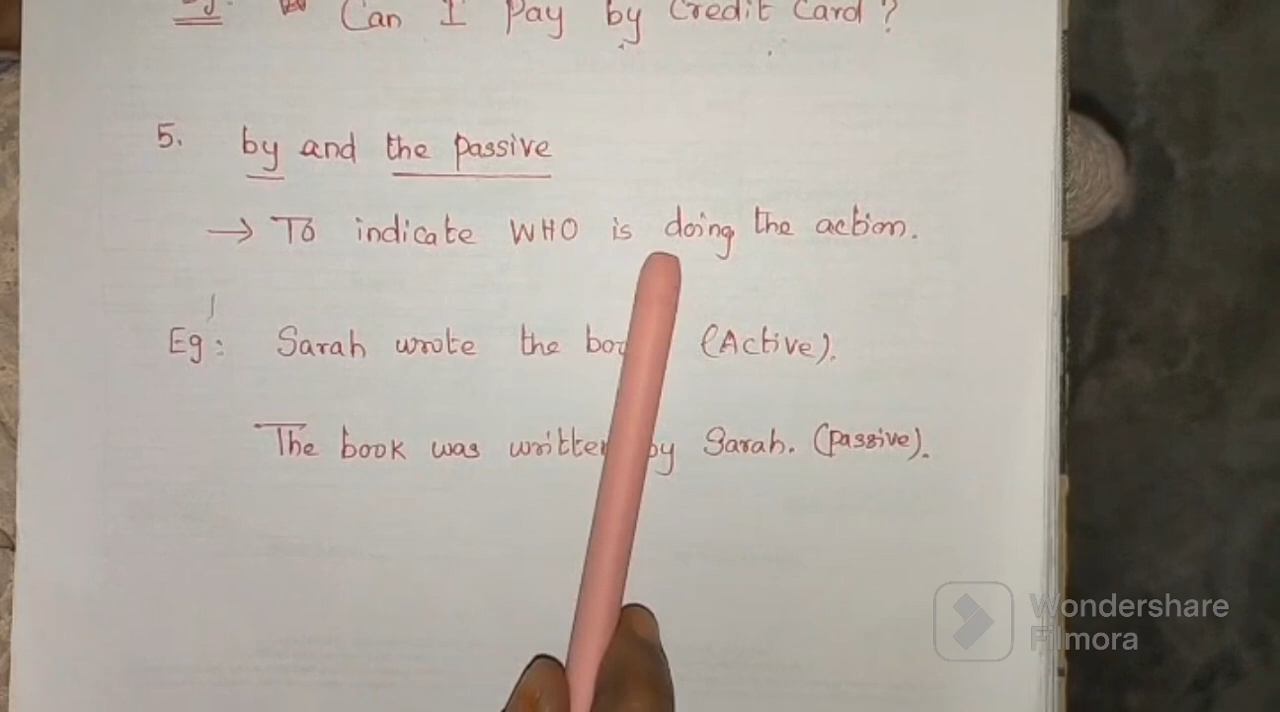 Can I Pay by Credit Card?
5. by and the passive
→ To indicate WHO is doing the action.
Eg: Sarah wrote the (Active).
The book was by Sarah. (Passive).
Wondershare
Filmora